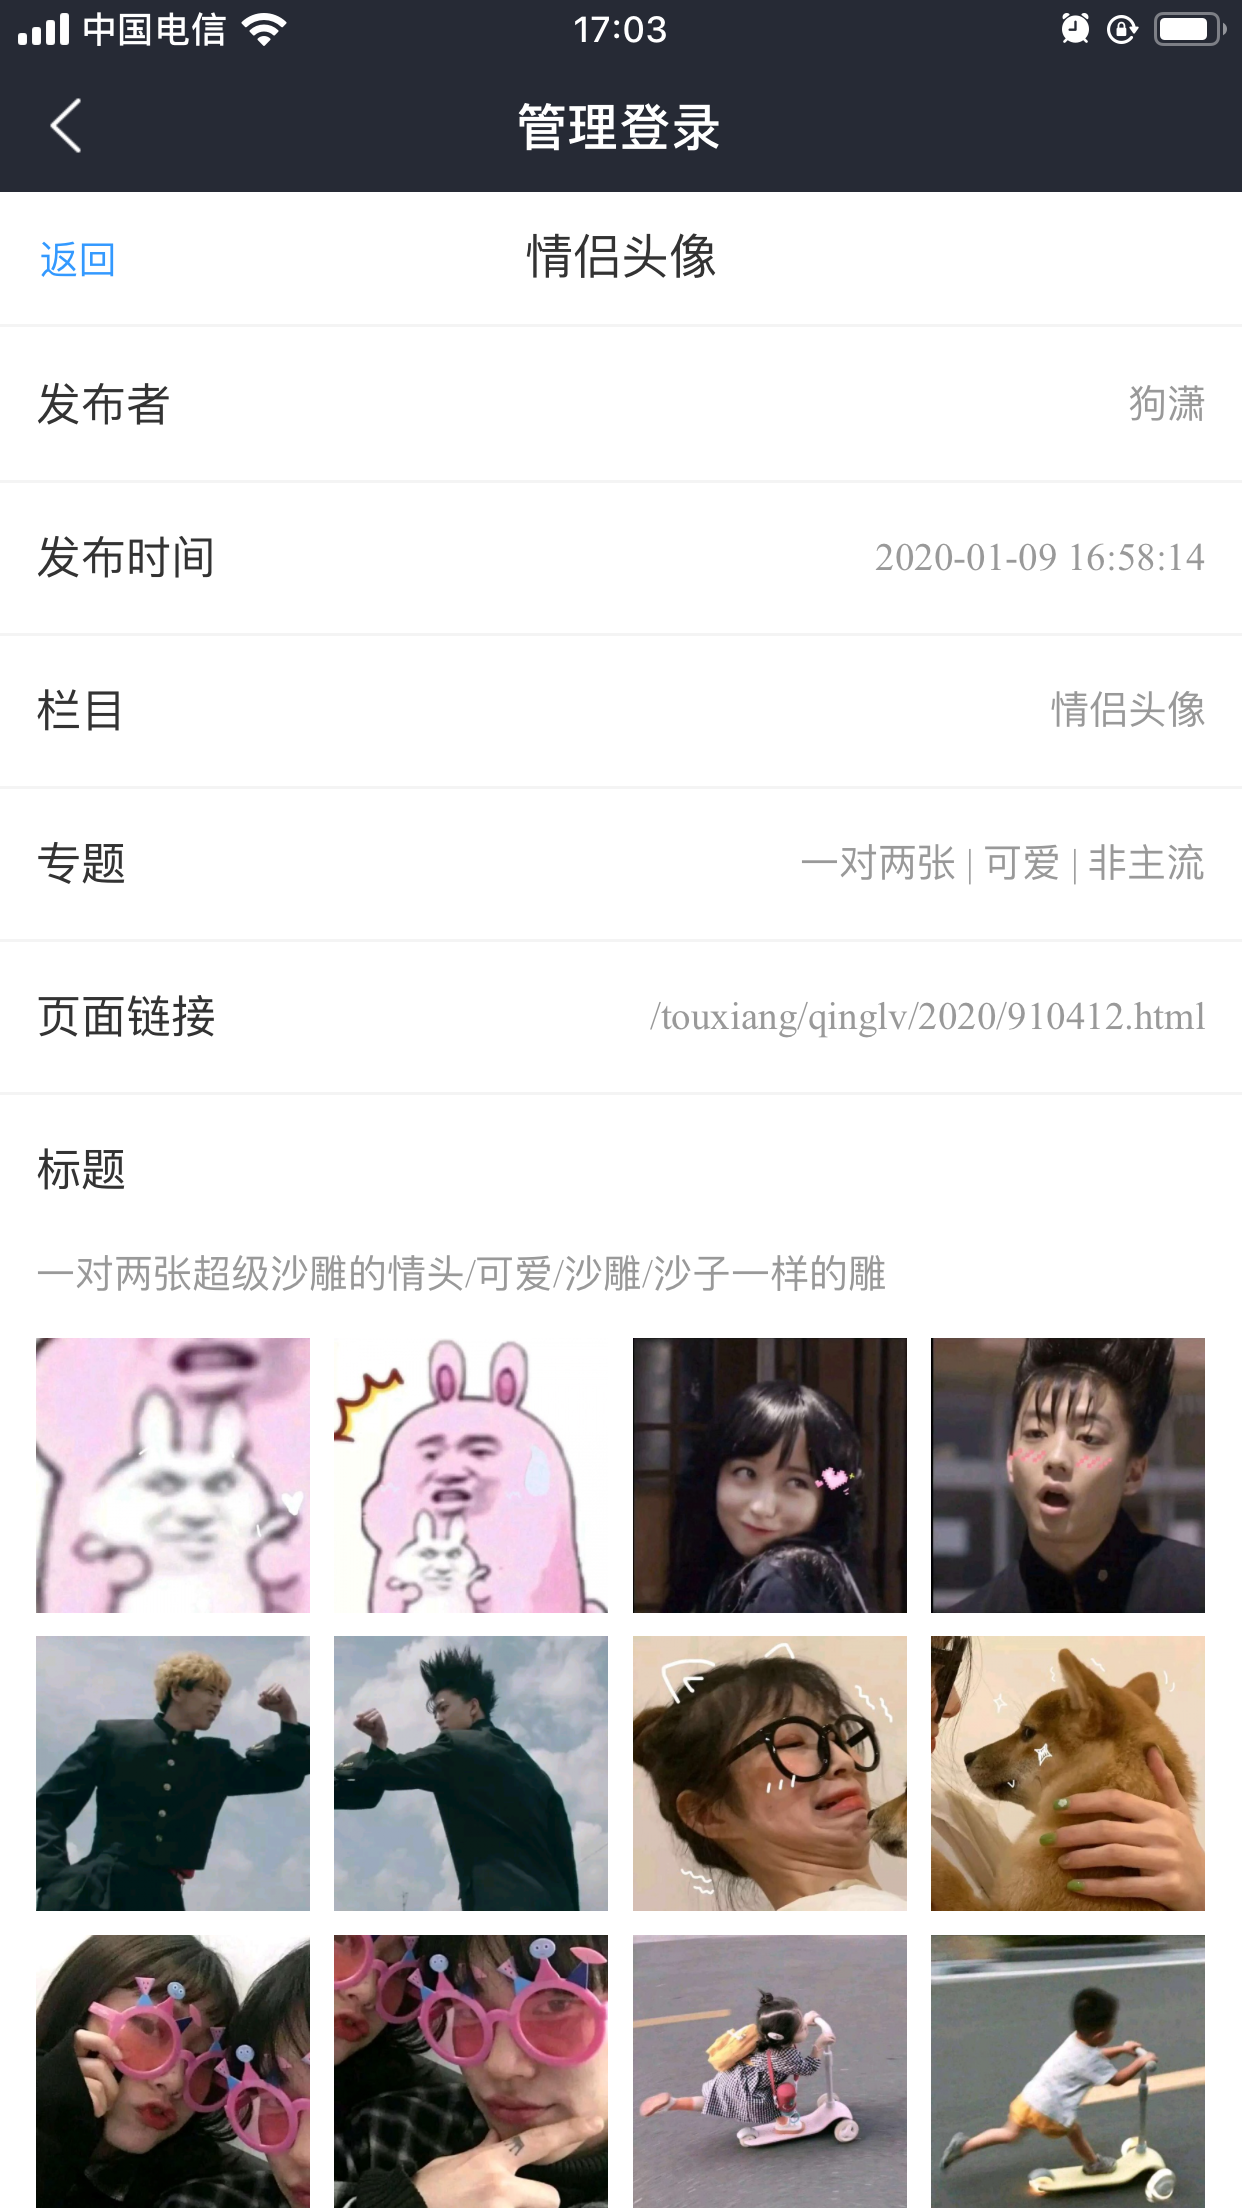 中国电信 17:03
管理登录
返回 情侣头像
发布者 狗潇
发布时间 2020-01-09 16:58:14
栏目 情侣头像
专题 一对两张 | 可爱 | 非主流
页面链接 /touxiang/qinglv/2020/910412.html
标题
一对两张超级沙雕的情头/可爱/沙雕/沙子一样的雕